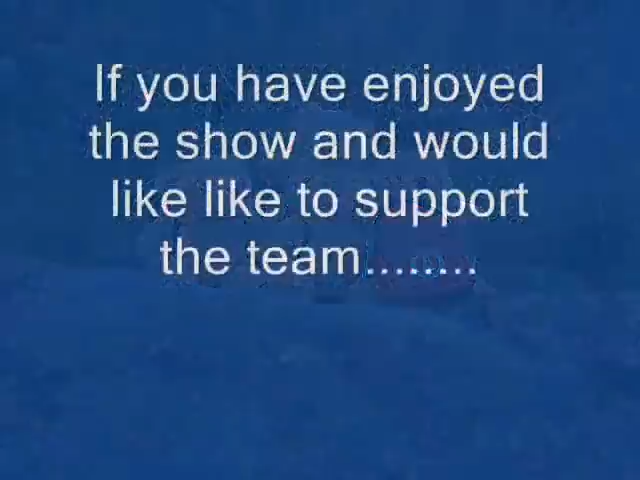 If you have enjoyed
the show and would
like like to support
the team........